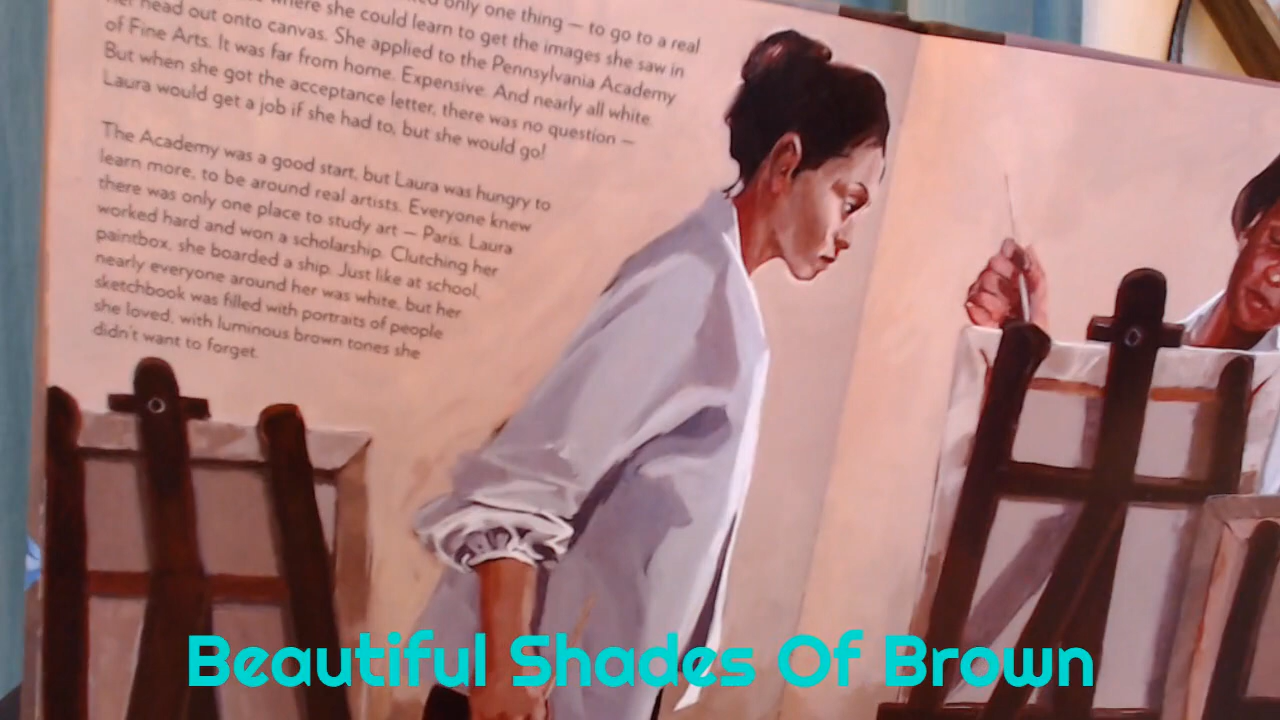 only one thing — to go to a real
where she could learn to get the images she saw in
head out onto canvas. She applied to the Pennsylvania Academy
of Fine Arts. It was far from home. Expensive. And nearly all white.
But when she got the acceptance letter, there was no question —
Laura would get a job if she had to, but she would go!
The Academy was a good start, but Laura was hungry to
learn more, to be around real artists. Everyone knew
there was only one place to study art — Paris. Laura
worked hard and won a scholarship. Clutching her
paintbox, she boarded a ship. Just like at school,
nearly everyone around her was white, but her
sketchbook was filled with portraits of people
she loved, with luminous brown tones she
didn't want to forget.
Beautiful Shades Of Brown